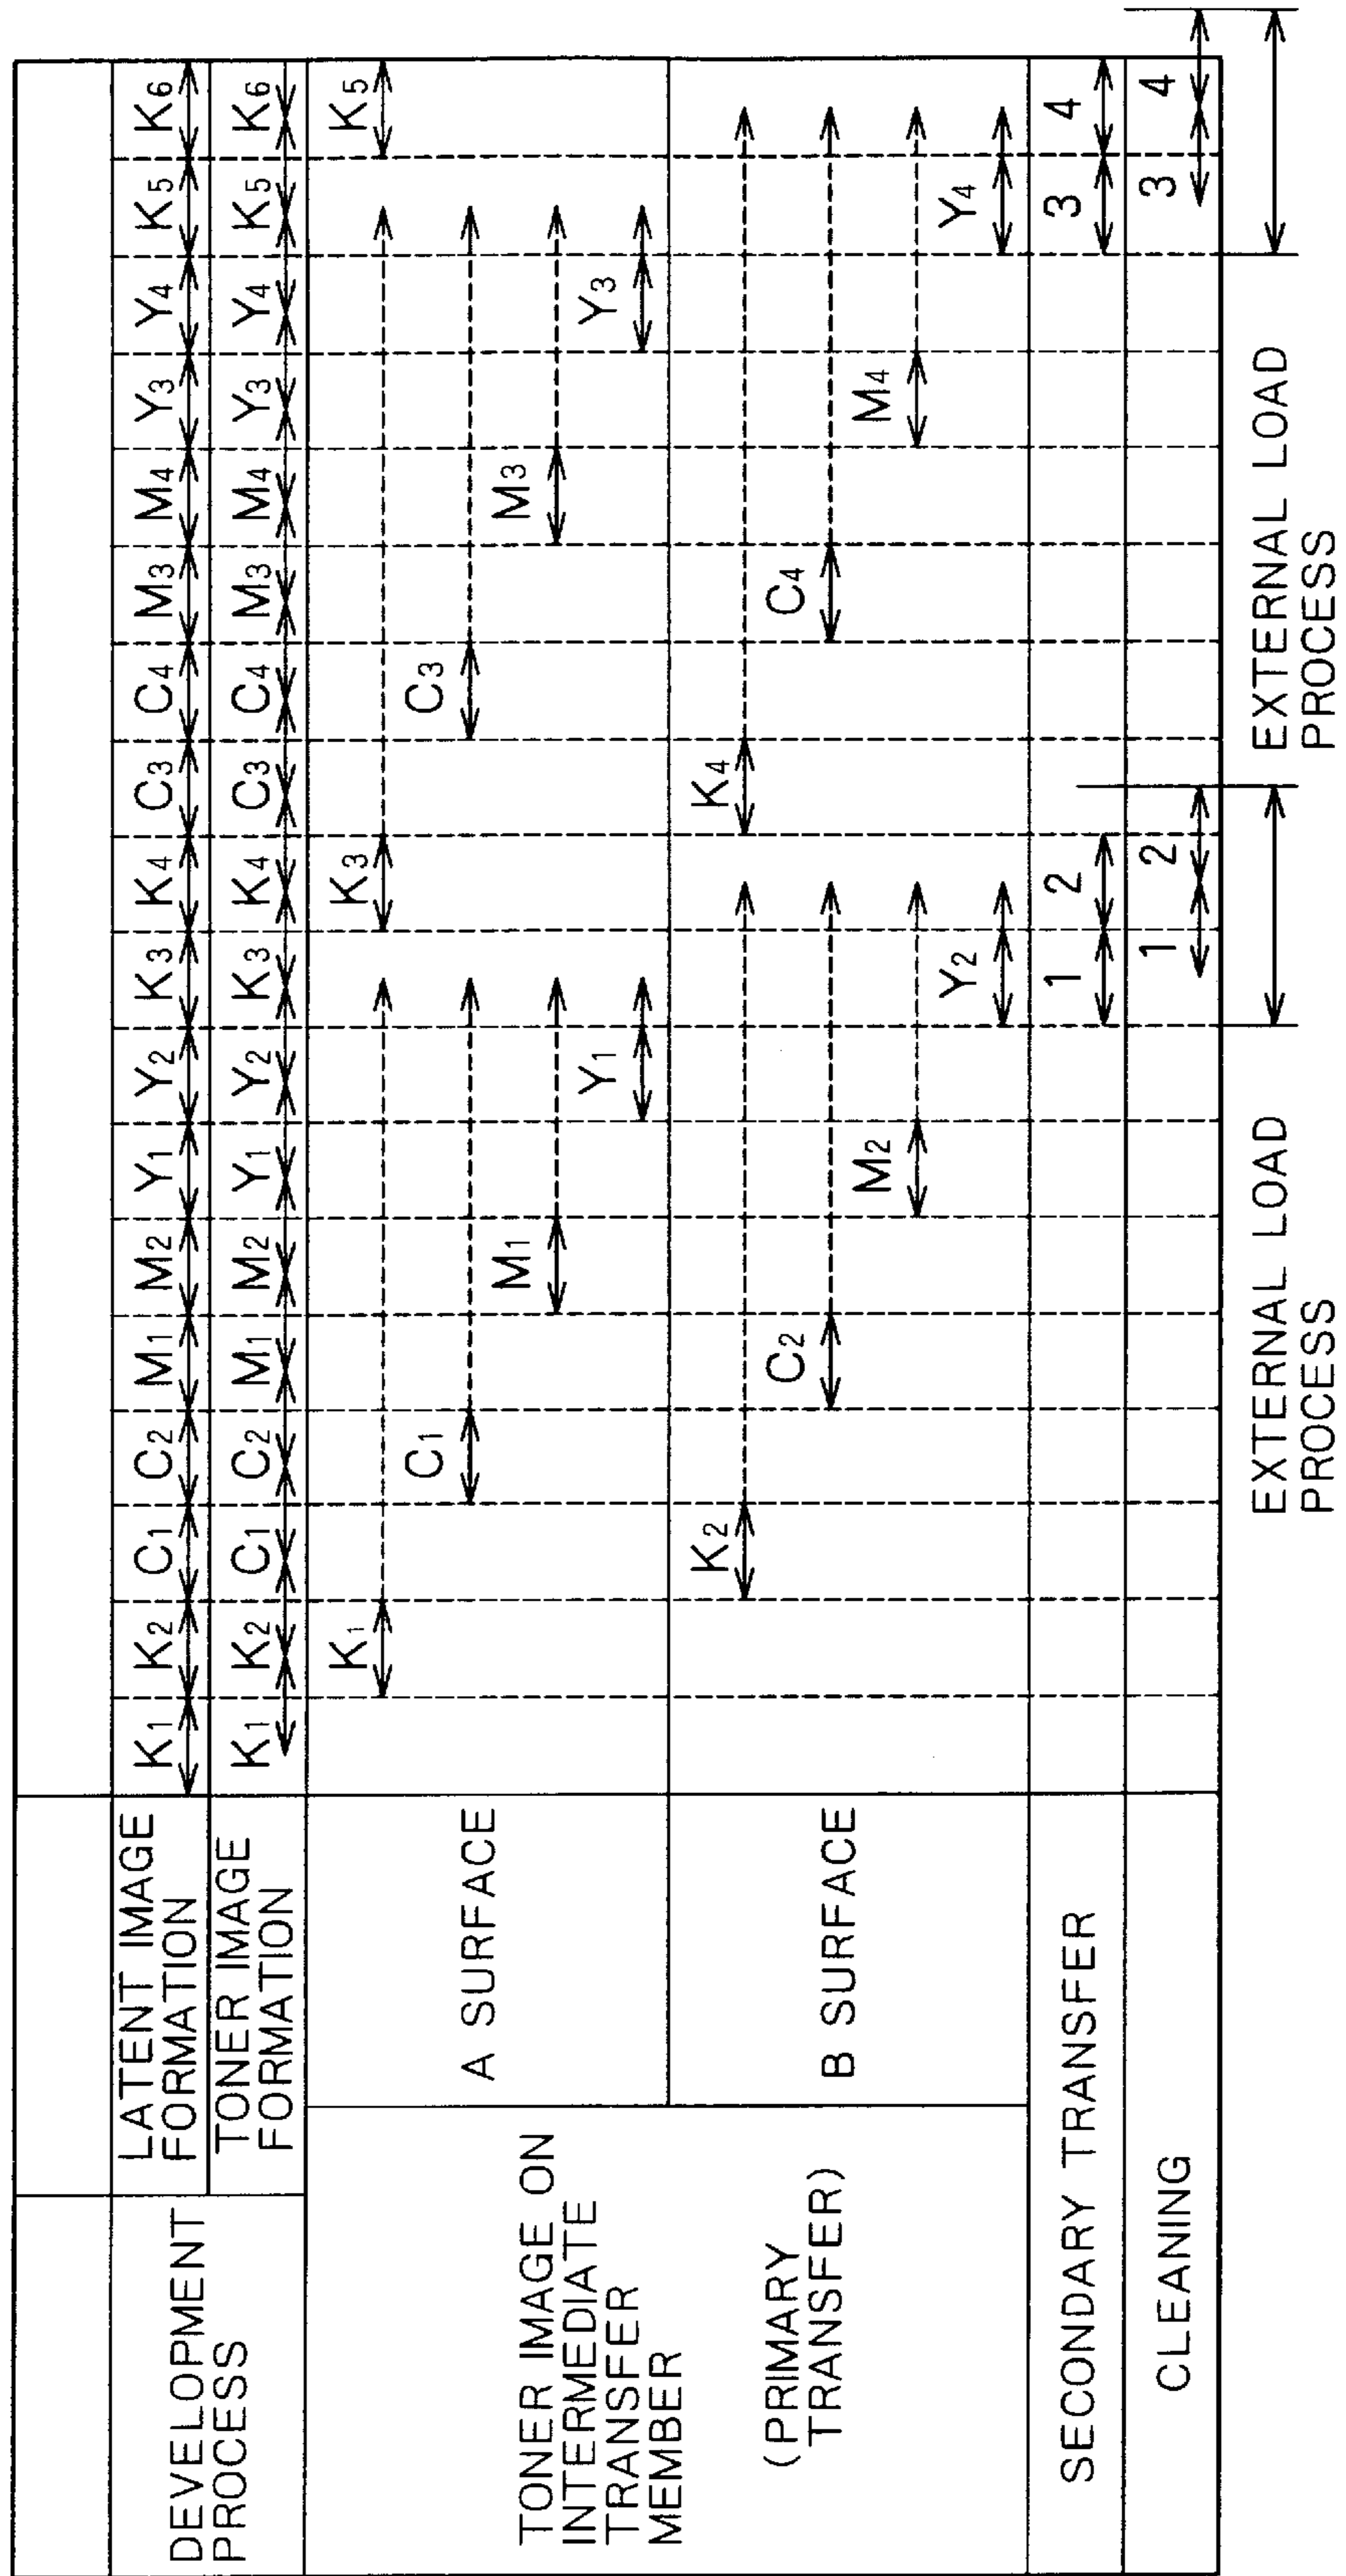 DEVELOPMENT
PROCESS
LATENT IMAGE
FORMATION
K1 K2 C1 C2 M1 M2 Y1 Y2 K3 K4 C3 C4 M3 M4 Y3 Y4 K5 K6
TONER IMAGE
FORMATION
K1 K2 C1 C2 M1 M2 Y1 Y2 K3 K4 C3 C4 M3 M4 Y3 Y4 K5 K6
TONER IMAGE ON
INTERMEDIATE
TRANSFER
MEMBER
(PRIMARY
TRANSFER)
A SURFACE
K1 K3 K5
C1 C3
M1 M3
Y1 Y3
B SURFACE
K2 K4
C2 C4
M2 M4
Y2 Y4
SECONDARY TRANSFER
1 2 3 4
CLEANING
1 2 3 4
EXTERNAL LOAD
PROCESS
EXTERNAL LOAD
PROCESS